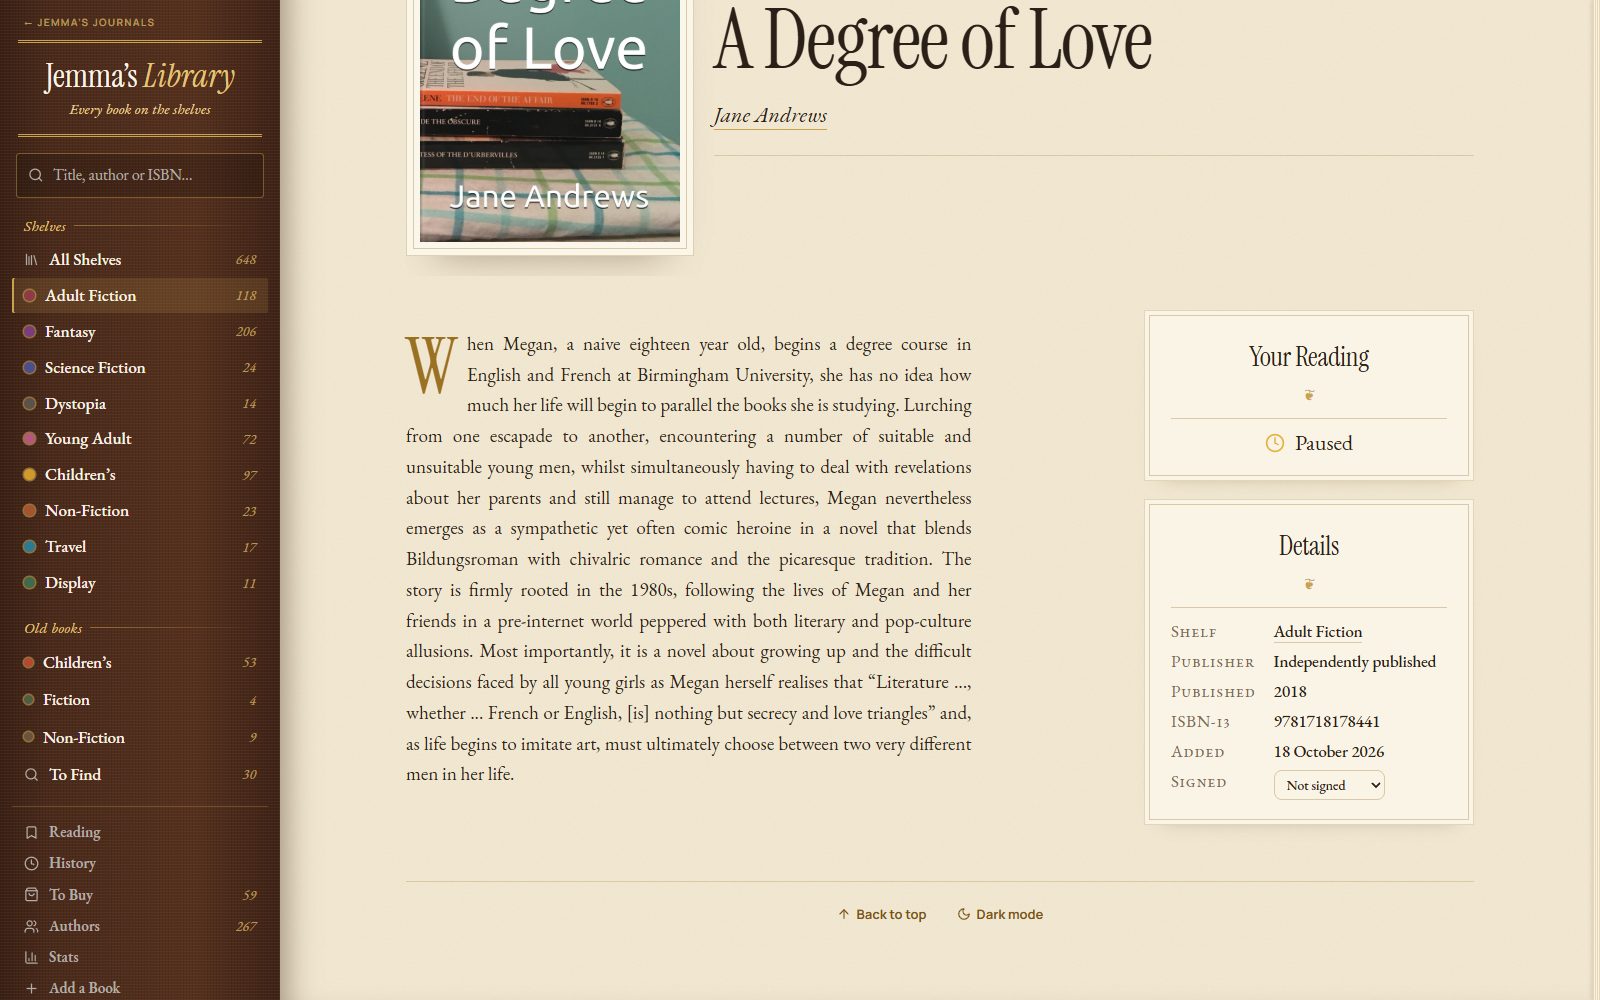 ← JEMMA'S JOURNALS
Jemma's Library
Every book on the shelves
Title, author or ISBN...
Shelves
All Shelves 648
Adult Fiction 118
Fantasy 206
Science Fiction 24
Dystopia 14
Young Adult 72
Children's 97
Non-Fiction 23
Travel 17
Display 11
Old books
Children's 53
Fiction 4
Non-Fiction 9
To Find 30
Reading
History
To Buy 59
Authors 267
Stats
Add a Book
Degree
of Love
THE END OF THE AFFAIR
DE THE OBSCURE
TESS OF THE D'URBERVILLES
Jane Andrews
A Degree of Love
Jane Andrews
When Megan, a naive eighteen year old, begins a degree course in
English and French at Birmingham University, she has no idea how
much her life will begin to parallel the books she is studying. Lurching
from one escapade to another, encountering a number of suitable and
unsuitable young men, whilst simultaneously having to deal with revelations
about her parents and still manage to attend lectures, Megan nevertheless
emerges as a sympathetic yet often comic heroine in a novel that blends
Bildungsroman with chivalric romance and the picaresque tradition. The
story is firmly rooted in the 1980s, following the lives of Megan and her
friends in a pre-internet world peppered with both literary and pop-culture
allusions. Most importantly, it is a novel about growing up and the difficult
decisions faced by all young girls as Megan herself realises that “Literature ...,
whether ... French or English, [is] nothing but secrecy and love triangles” and,
as life begins to imitate art, must ultimately choose between two very different
men in her life.
Your Reading
Paused
Details
Shelf Adult Fiction
Publisher Independently published
Published 2018
ISBN-13 9781718178441
Added 18 October 2026
Signed Not signed
Back to top
Dark mode